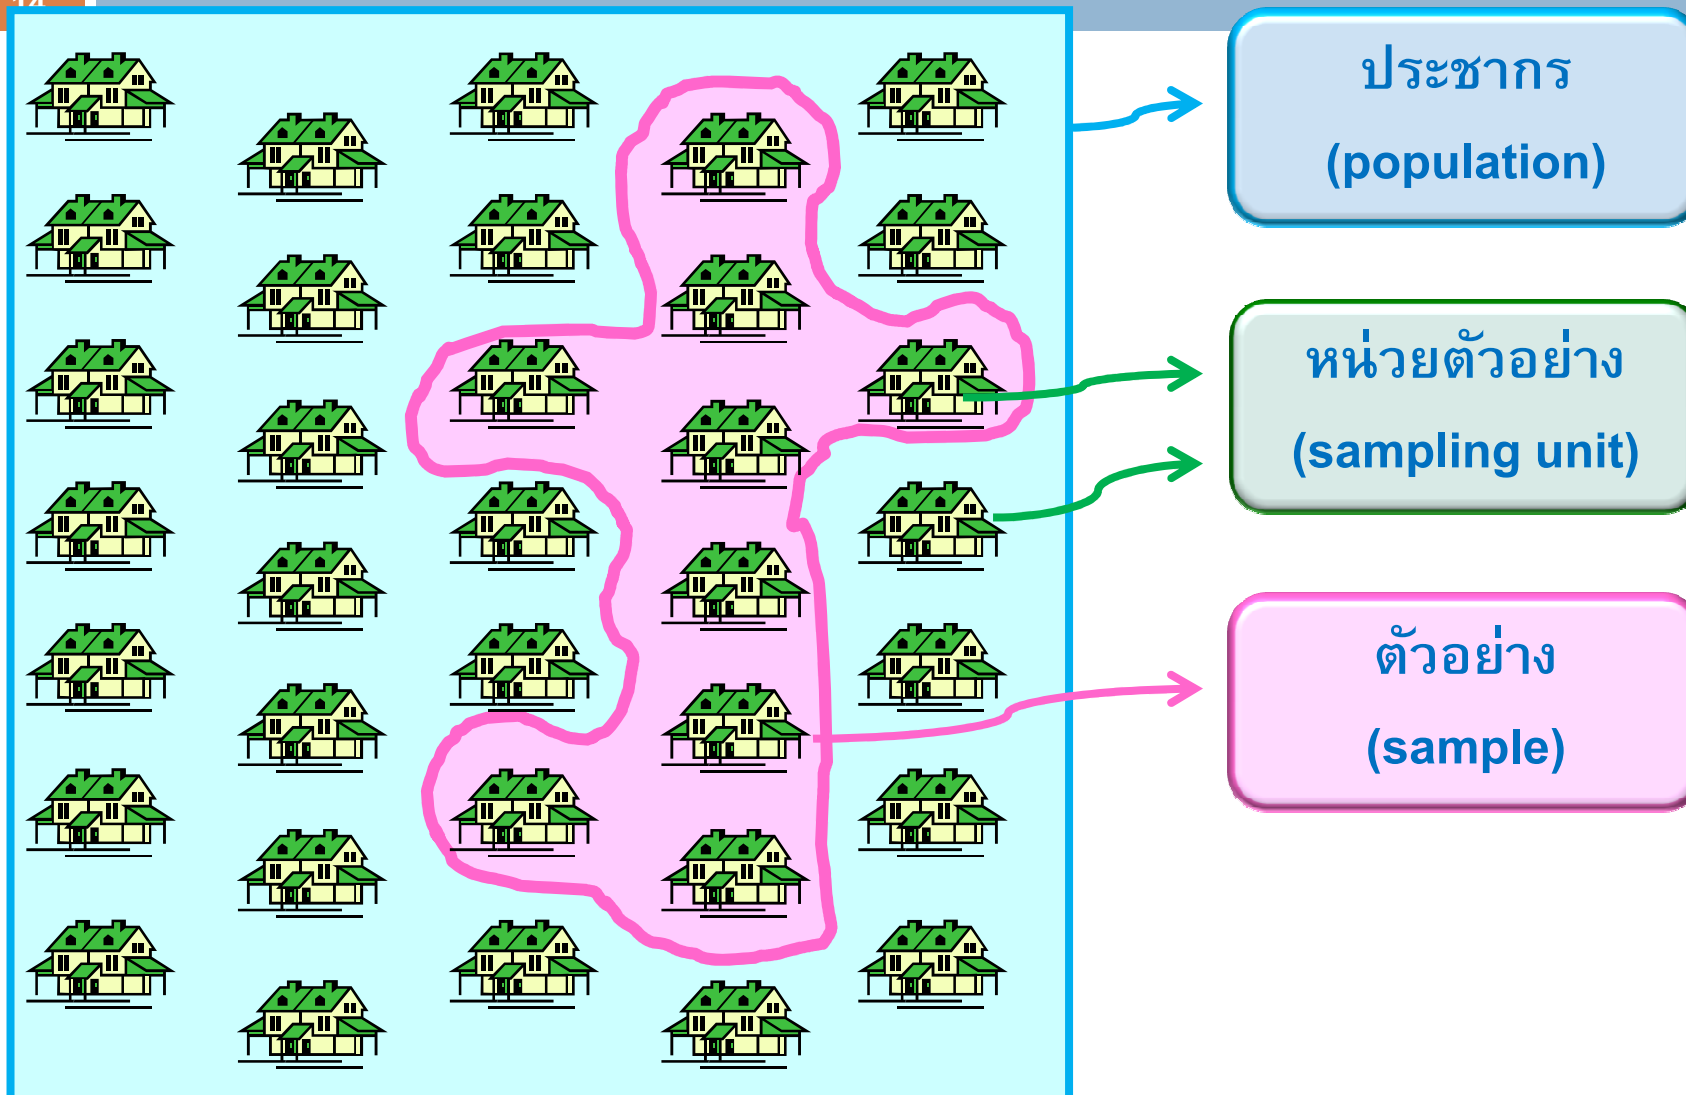 14
ประชากร
(population)
หน่วยตัวอย่าง
(sampling unit)
ตัวอย่าง
(sample)